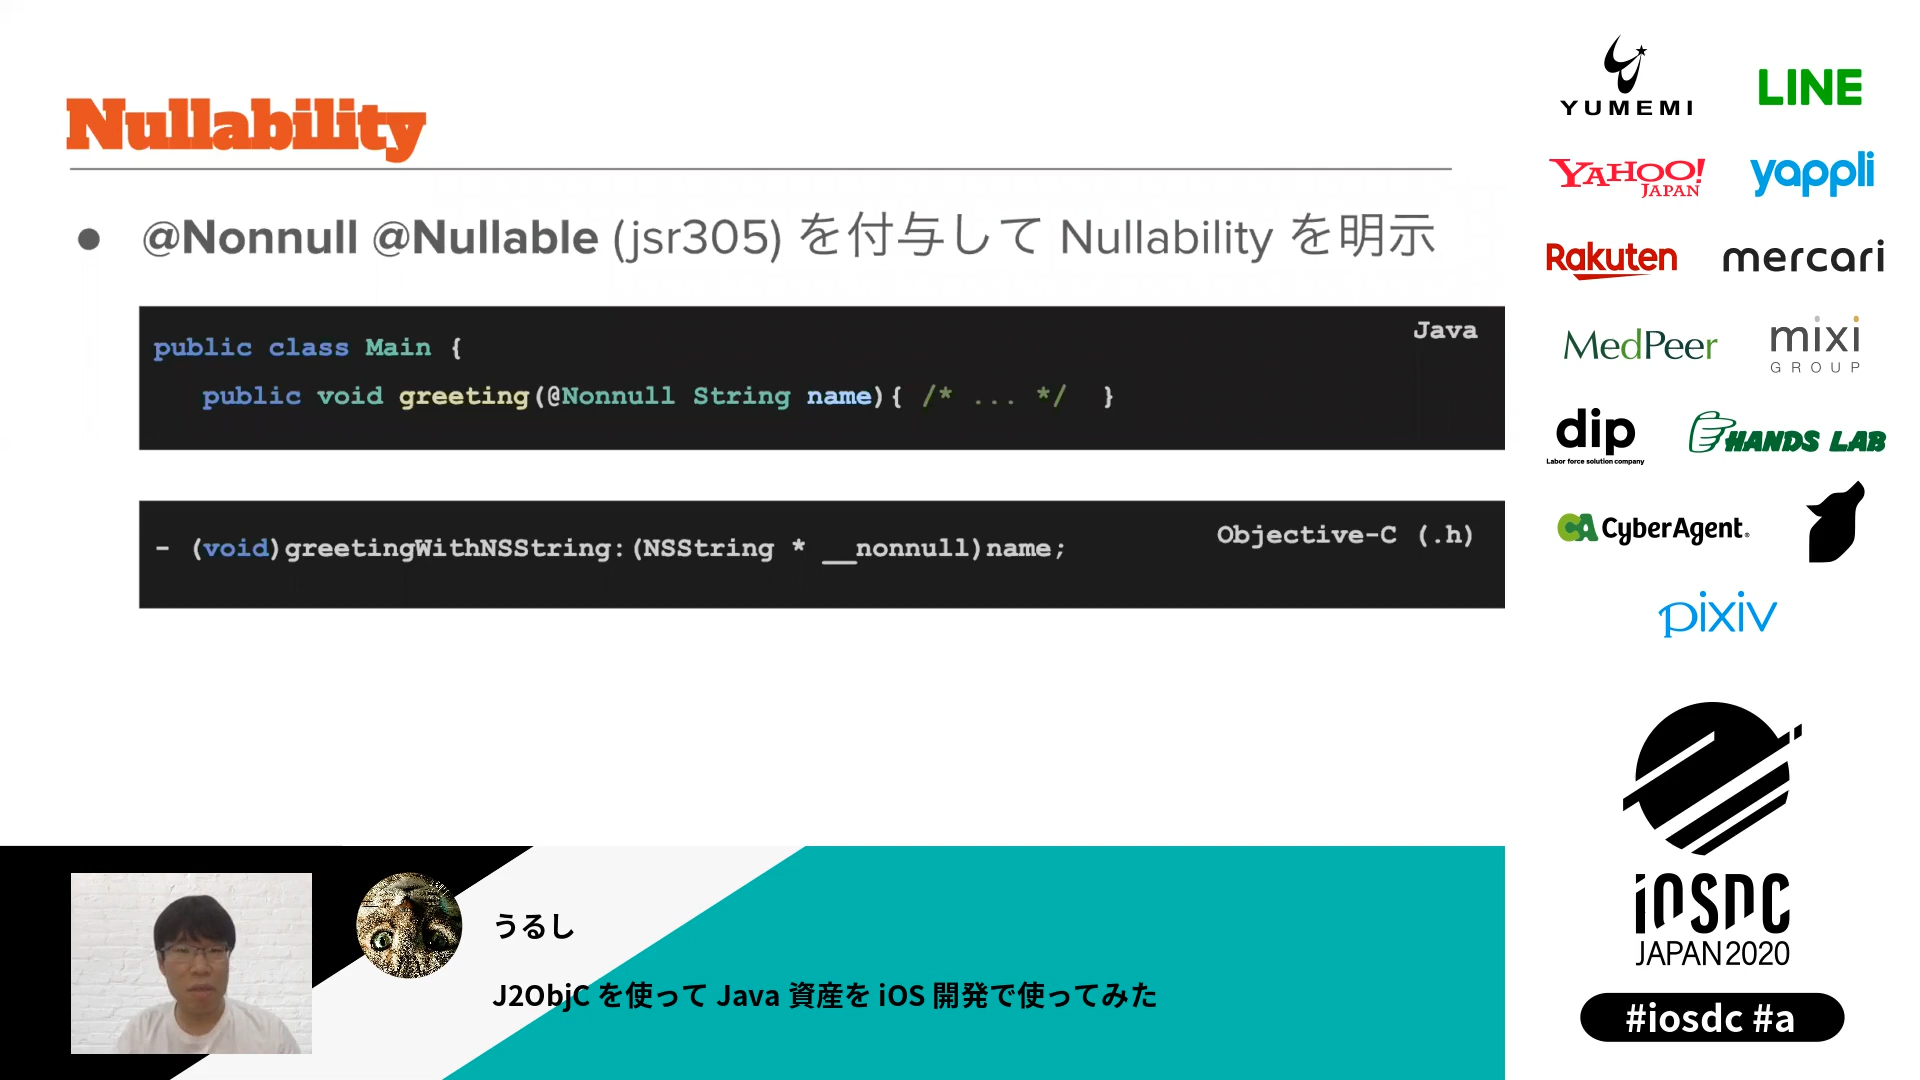 Nullability
● @Nonnull @Nullable (jsr305) を付与して Nullability を明示
Java
public class Main {
public void greeting(@Nonnull String name){ /* ... */ }
Objective-C (.h)
- (void)greetingWithNSString:(NSString * __nonnull)name;
うるし
J2ObjC を使って Java 資産を iOS 開発で使ってみた
YUMEMI
LINE
YAHOO!
JAPAN
yappli
Rakuten
mercari
MedPeer
mixi
GROUP
dip
Labor force solution company
HANDS LAB
CA CyberAgent.
pixiv
iOSDC
JAPAN 2020
#iosdc #a